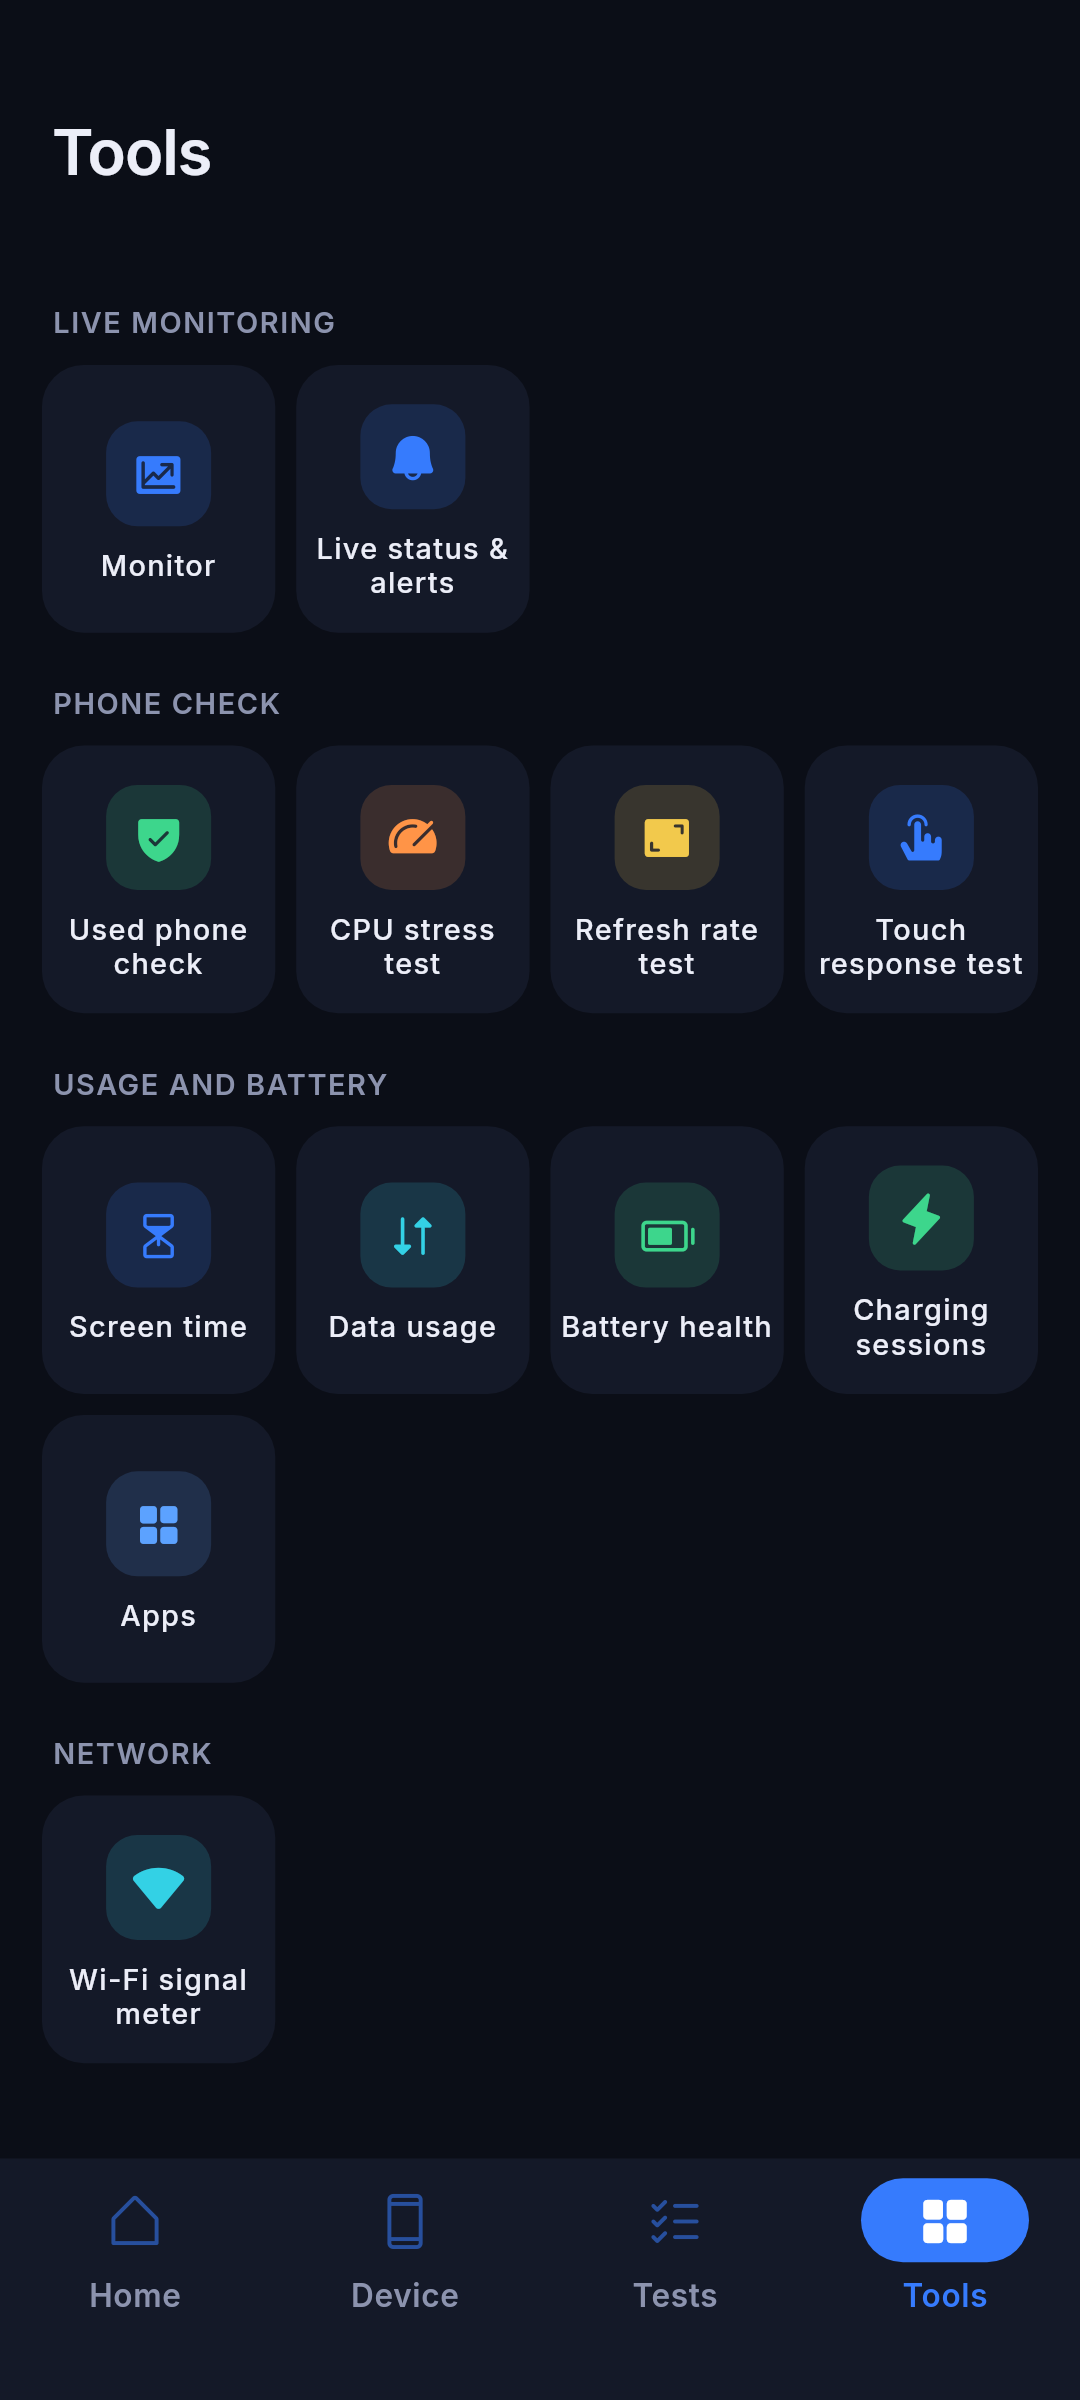 Tools
LIVE MONITORING
Monitor
Live status &
alerts
PHONE CHECK
Used phone
check
CPU stress
test
Refresh rate
test
Touch
response test
USAGE AND BATTERY
Screen time
Data usage
Battery health
Charging
sessions
Apps
NETWORK
Wi-Fi signal
meter
Home
Device
Tests
Tools